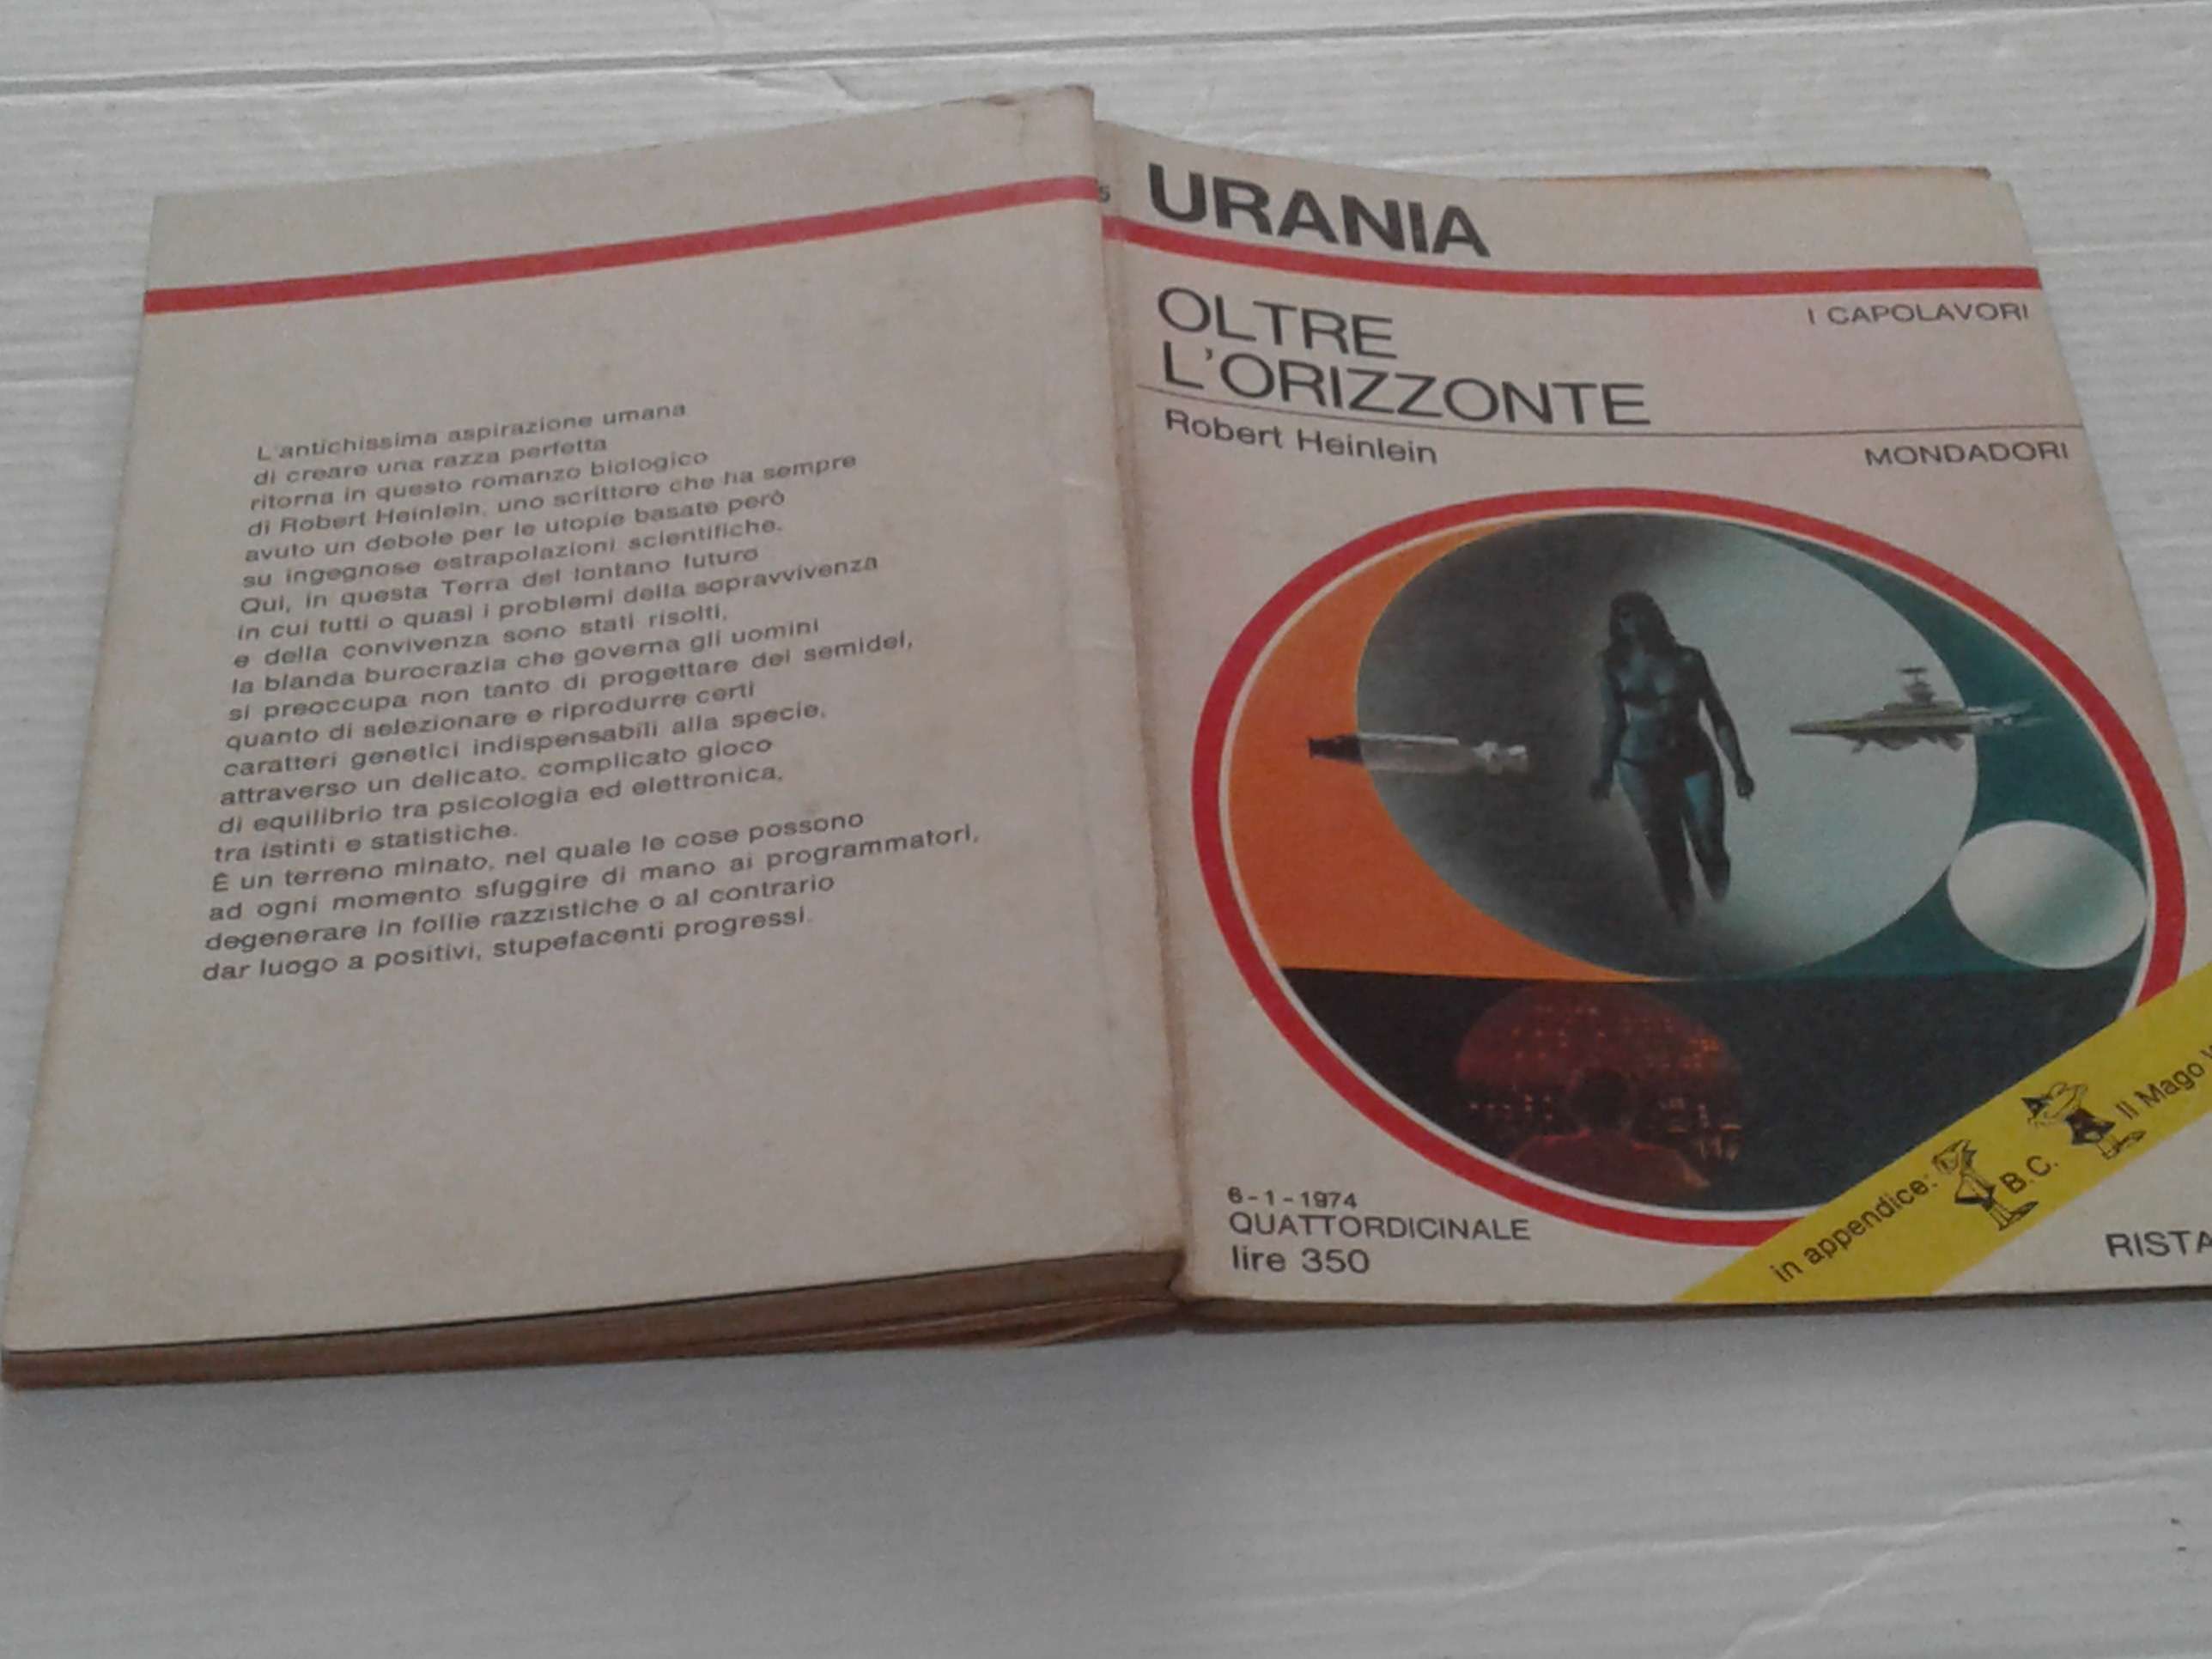 L'antichissima aspirazione umana
di creare una razza perfetta
ritorna in questo romanzo biologico
di Robert Heinlein, uno scrittore che ha sempre
avuto un debole per le utopie basate però
su ingegnose estrapolazioni scientifiche.
Qui, in questa Terra del lontano futuro
in cui tutti o quasi i problemi della sopravvivenza
e della convivenza sono stati risolti,
la blanda burocrazia che governa gli uomini
si preoccupa non tanto di progettare dei semidei,
quanto di selezionare e riprodurre certi
caratteri genetici indispensabili alla specie,
attraverso un delicato, complicato gioco
di equilibrio tra psicologia ed elettronica,
tra istinti e statistiche.
È un terreno minato, nel quale le cose possono
ad ogni momento sfuggire di mano ai programmatori,
degenerare in follie razzistiche o al contrario
dar luogo a positivi, stupefacenti progressi.
5
URANIA
I CAPOLAVORI
OLTRE
L'ORIZZONTE
Robert Heinlein
MONDADORI
6-1-1974
QUATTORDICINALE
lire 350
in appendice: B.C. Il Mago
RISTA